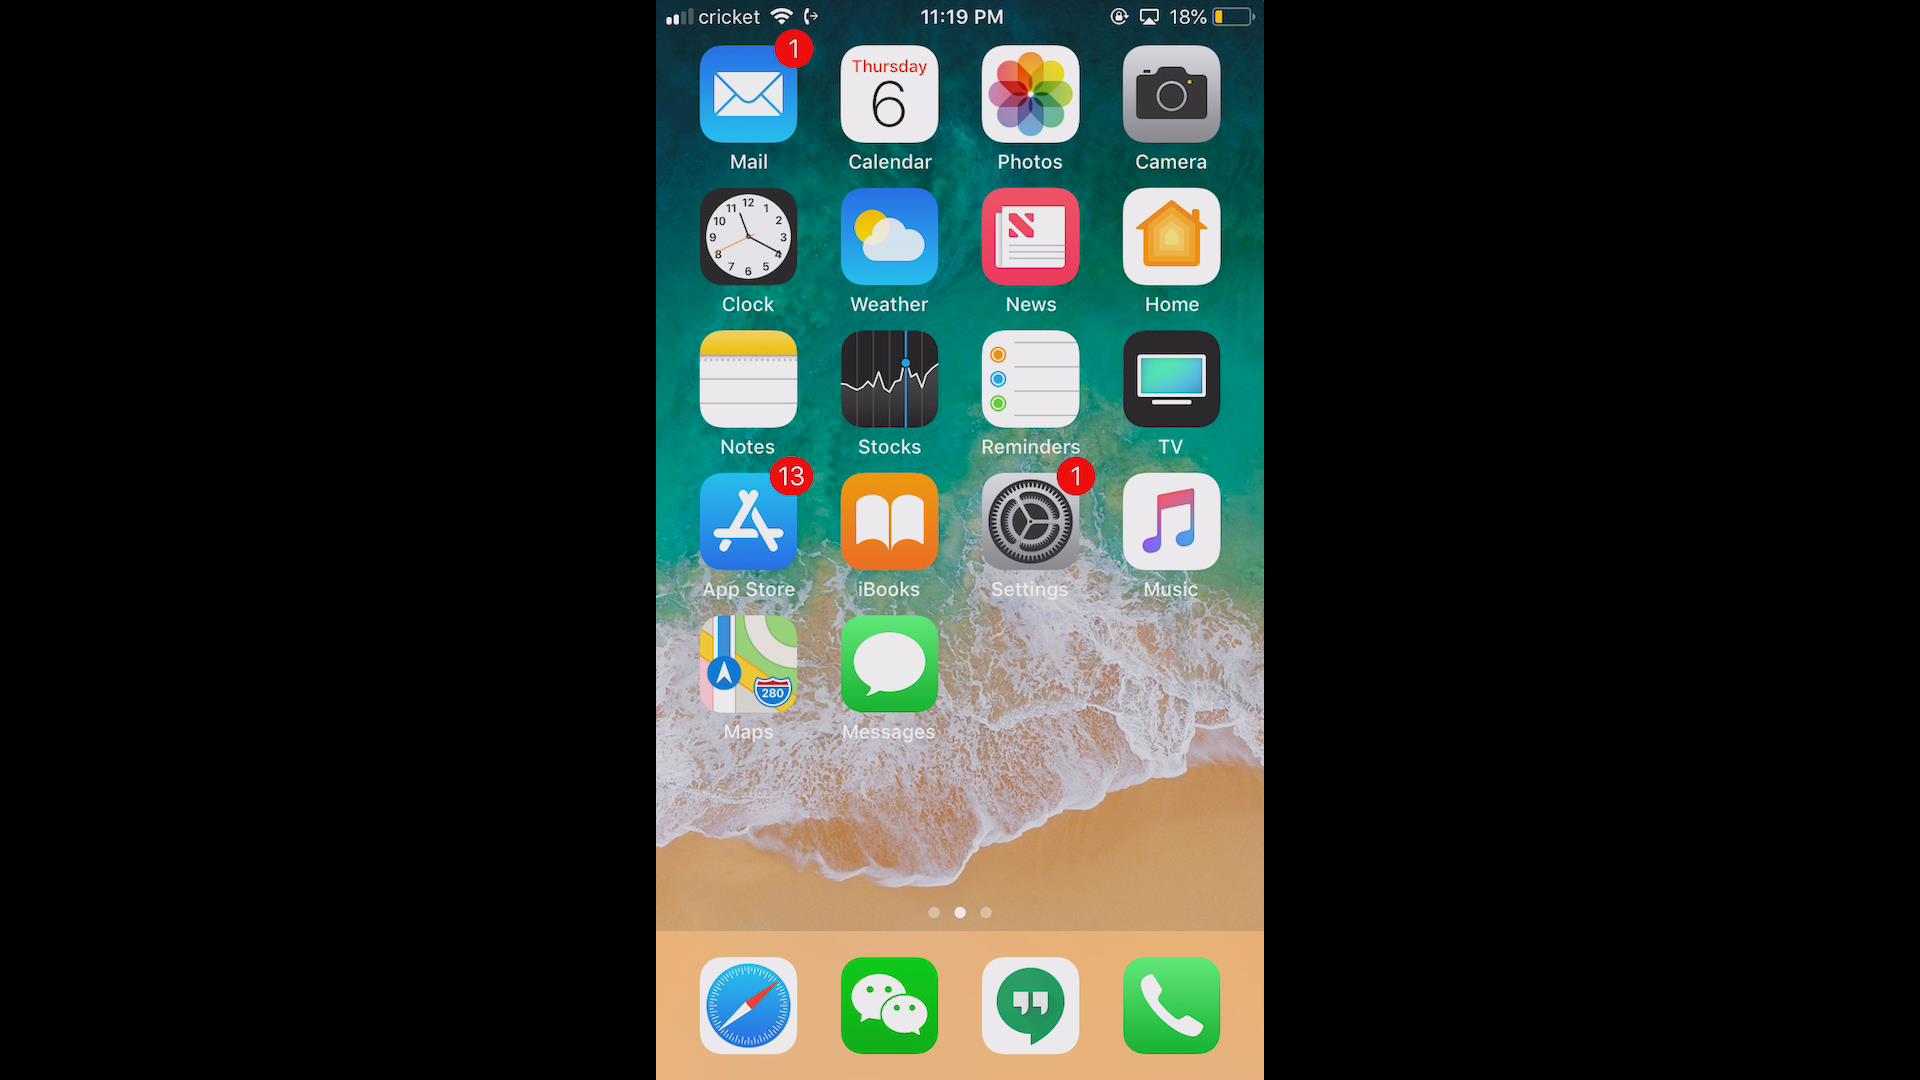 cricket 11:19 PM 18%
1
Thursday
6
Mail Calendar Photos Camera
12
11 1
10 2
9 3
8 4
7 5
6
Clock Weather News Home
Notes Stocks Reminders TV
13 1
App Store iBooks Settings Music
280
Maps Messages